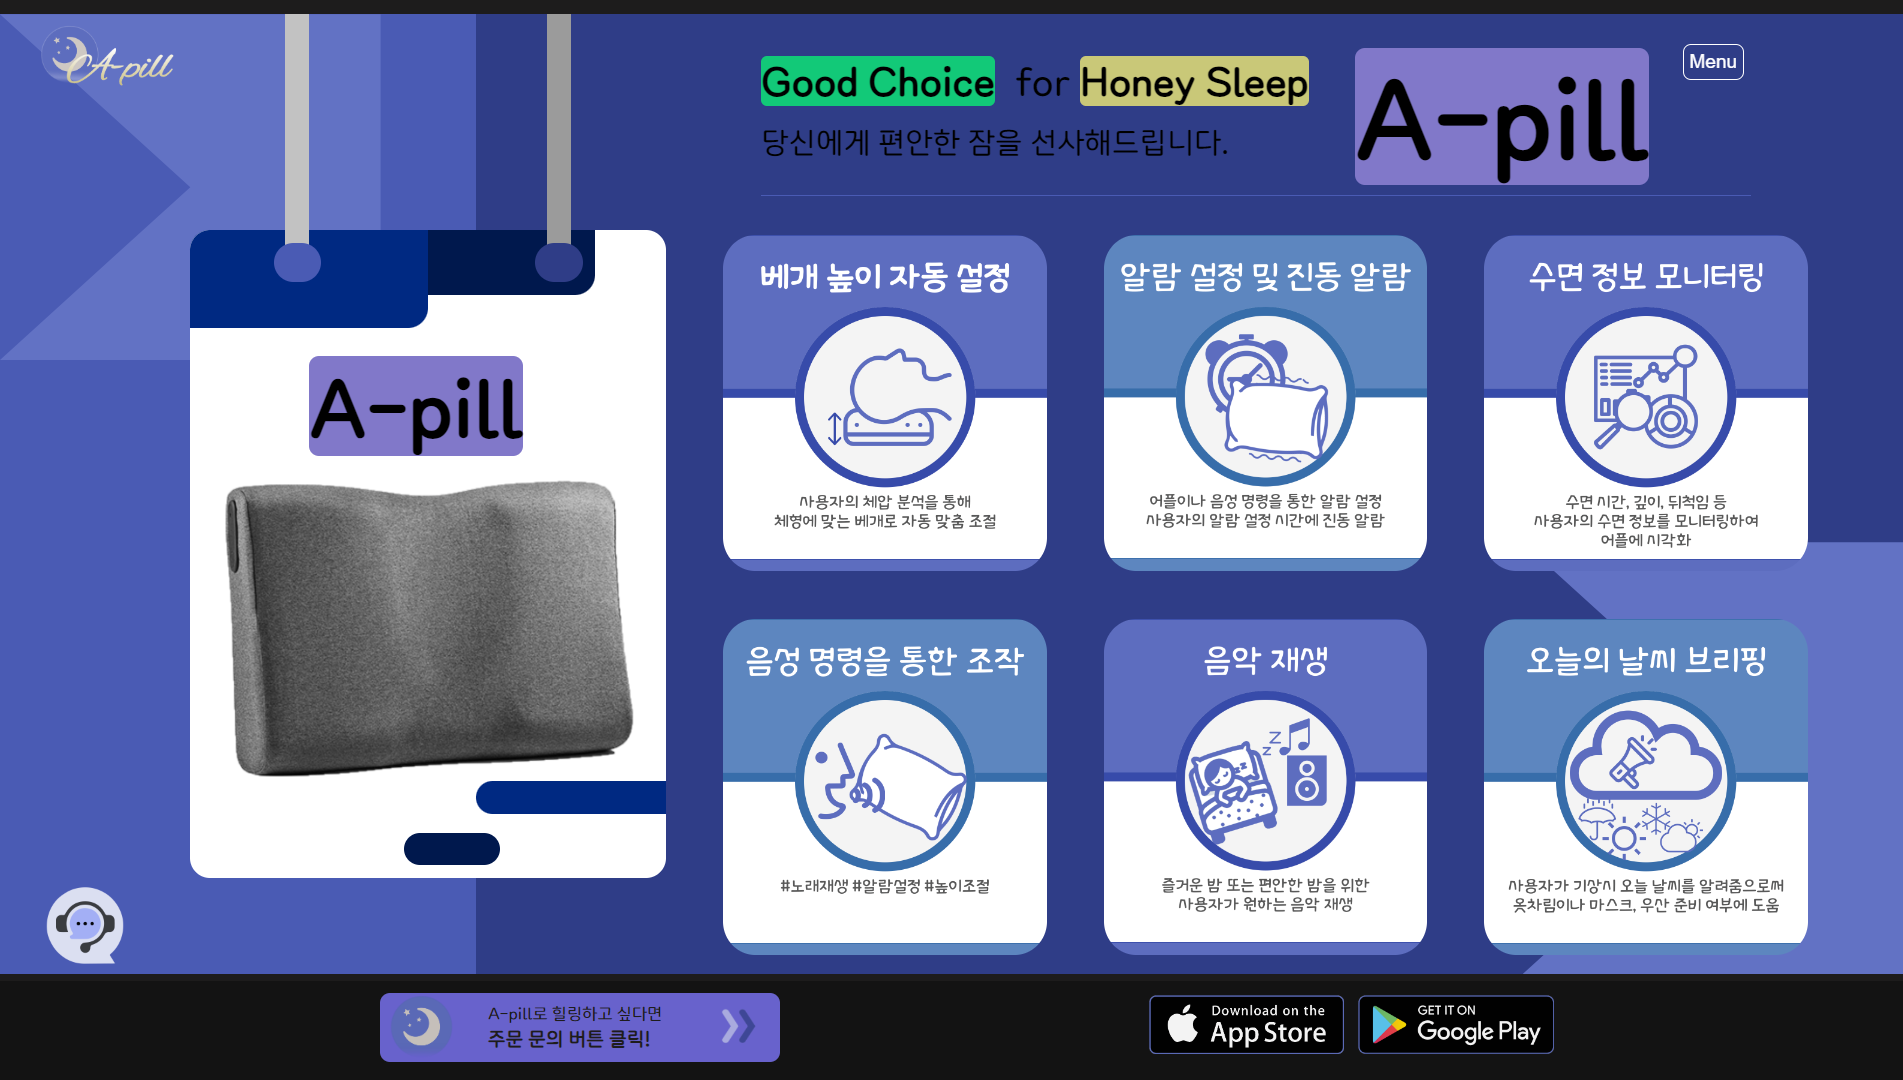 A-pill
Good Choice for Honey Sleep
당신에게 편안한 잠을 선사해드립니다.
A-pill
Menu
A-pill
베개 높이 자동 설정
사용자의 체압 분석을 통해
체형에 맞는 베개로 자동 맞춤 조절
알람 설정 및 진동 알람
어플이나 음성 명령을 통한 알람 설정
사용자의 알람 설정 시간에 진동 알람
수면 정보 모니터링
수면 시간, 깊이, 뒤척임 등
사용자의 수면 정보를 모니터링하여
어플에 시각화
음성 명령을 통한 조작
#노래재생 #알람설정 #높이조절
음악 재생
z z
즐거운 밤 또는 편안한 밤을 위한
사용자가 원하는 음악 재생
오늘의 날씨 브리핑
사용자가 기상시 오늘 날씨를 알려줌으로써
옷차림이나 마스크, 우산 준비 여부에 도움
A-pill로 힐링하고 싶다면
주문 문의 버튼 클릭!
Download on the
App Store
GET IT ON
Google Play